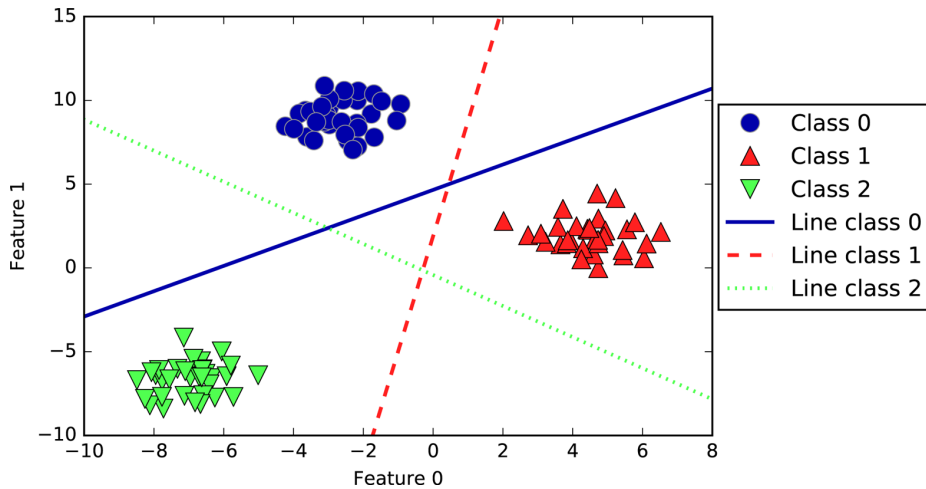 15
10
5
0
−5
−10
Feature 1
−10
−8
−6
−4
−2
0
2
4
6
8
Feature 0
Class 0
Class 1
Class 2
Line class 0
Line class 1
Line class 2